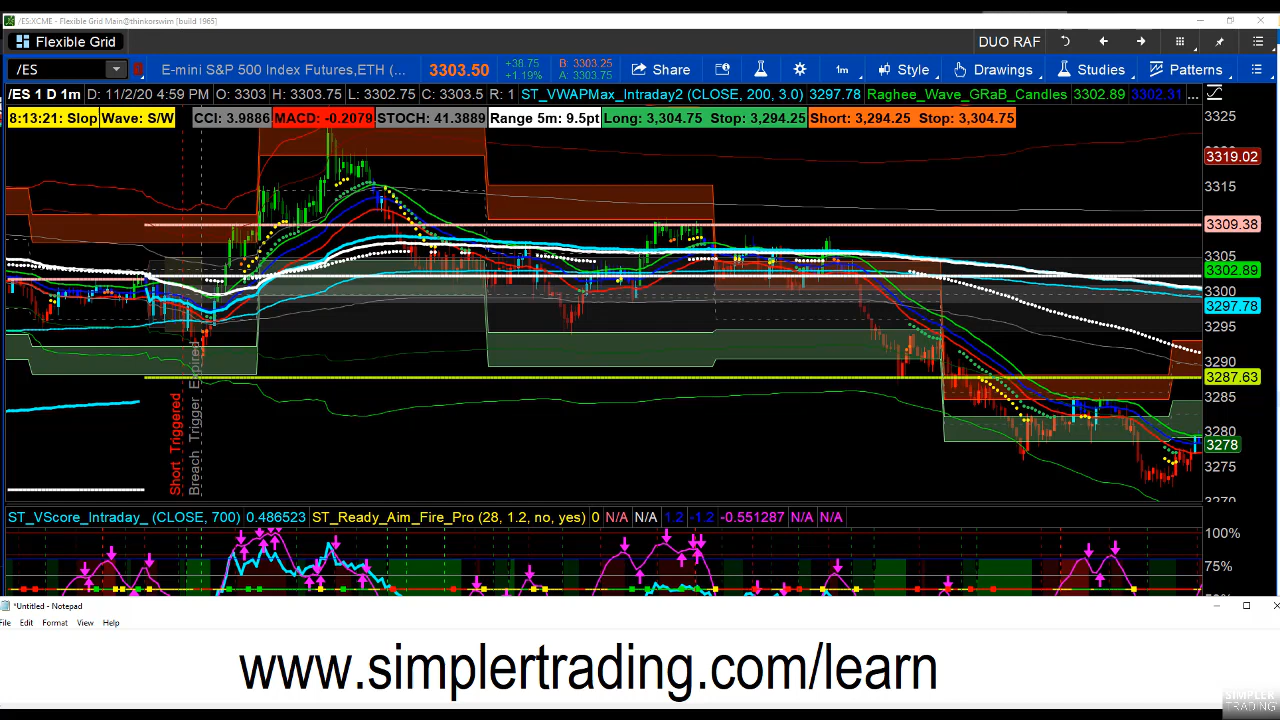 /ES:XCME - Flexible Grid Main@thinkorswim [build 1965]
Flexible Grid DUO RAF
/ES E-mini S&P 500 Index Futures,ETH (... 3303.50 +38.75 +1.19% B: 3303.25 A: 3303.75 Share 1m Style Drawings Studies Patterns
/ES 1 D 1m D: 11/2/20 4:59 PM O: 3303 H: 3303.75 L: 3302.75 C: 3303.5 R: 1 ST_VWAPMax_Intraday2 (CLOSE, 200, 3.0) 3297.78 Raghee_Wave_GRaB_Candles 3302.89 3302.31 ...
8:13:21: Slop Wave: S/W CCI: 3.9866 MACD: -0.2079 STOCH: 41.3889 Range 5m: 9.5pt Long: 3,304.75 Stop: 3,294.25 Short: 3,294.25 Stop: 3,304.75
3325
3319.02
3315
3309.38
3305
3302.89
3300
3297.78
3295
3290
3287.63
3285
3280
3278
3275
3270
Short Triggered
Breach Trigger Expired
ST_VScore_Intraday_ (CLOSE, 700) 0.486523 ST_Ready_Aim_Fire_Pro (28, 1.2, no, yes) 0 N/A N/A 1.2 -1.2 -0.551287 N/A N/A
100%
75%
*Untitled - Notepad
File Edit Format View Help
www.simplertrading.com/learn
SIMPLER
TRADING